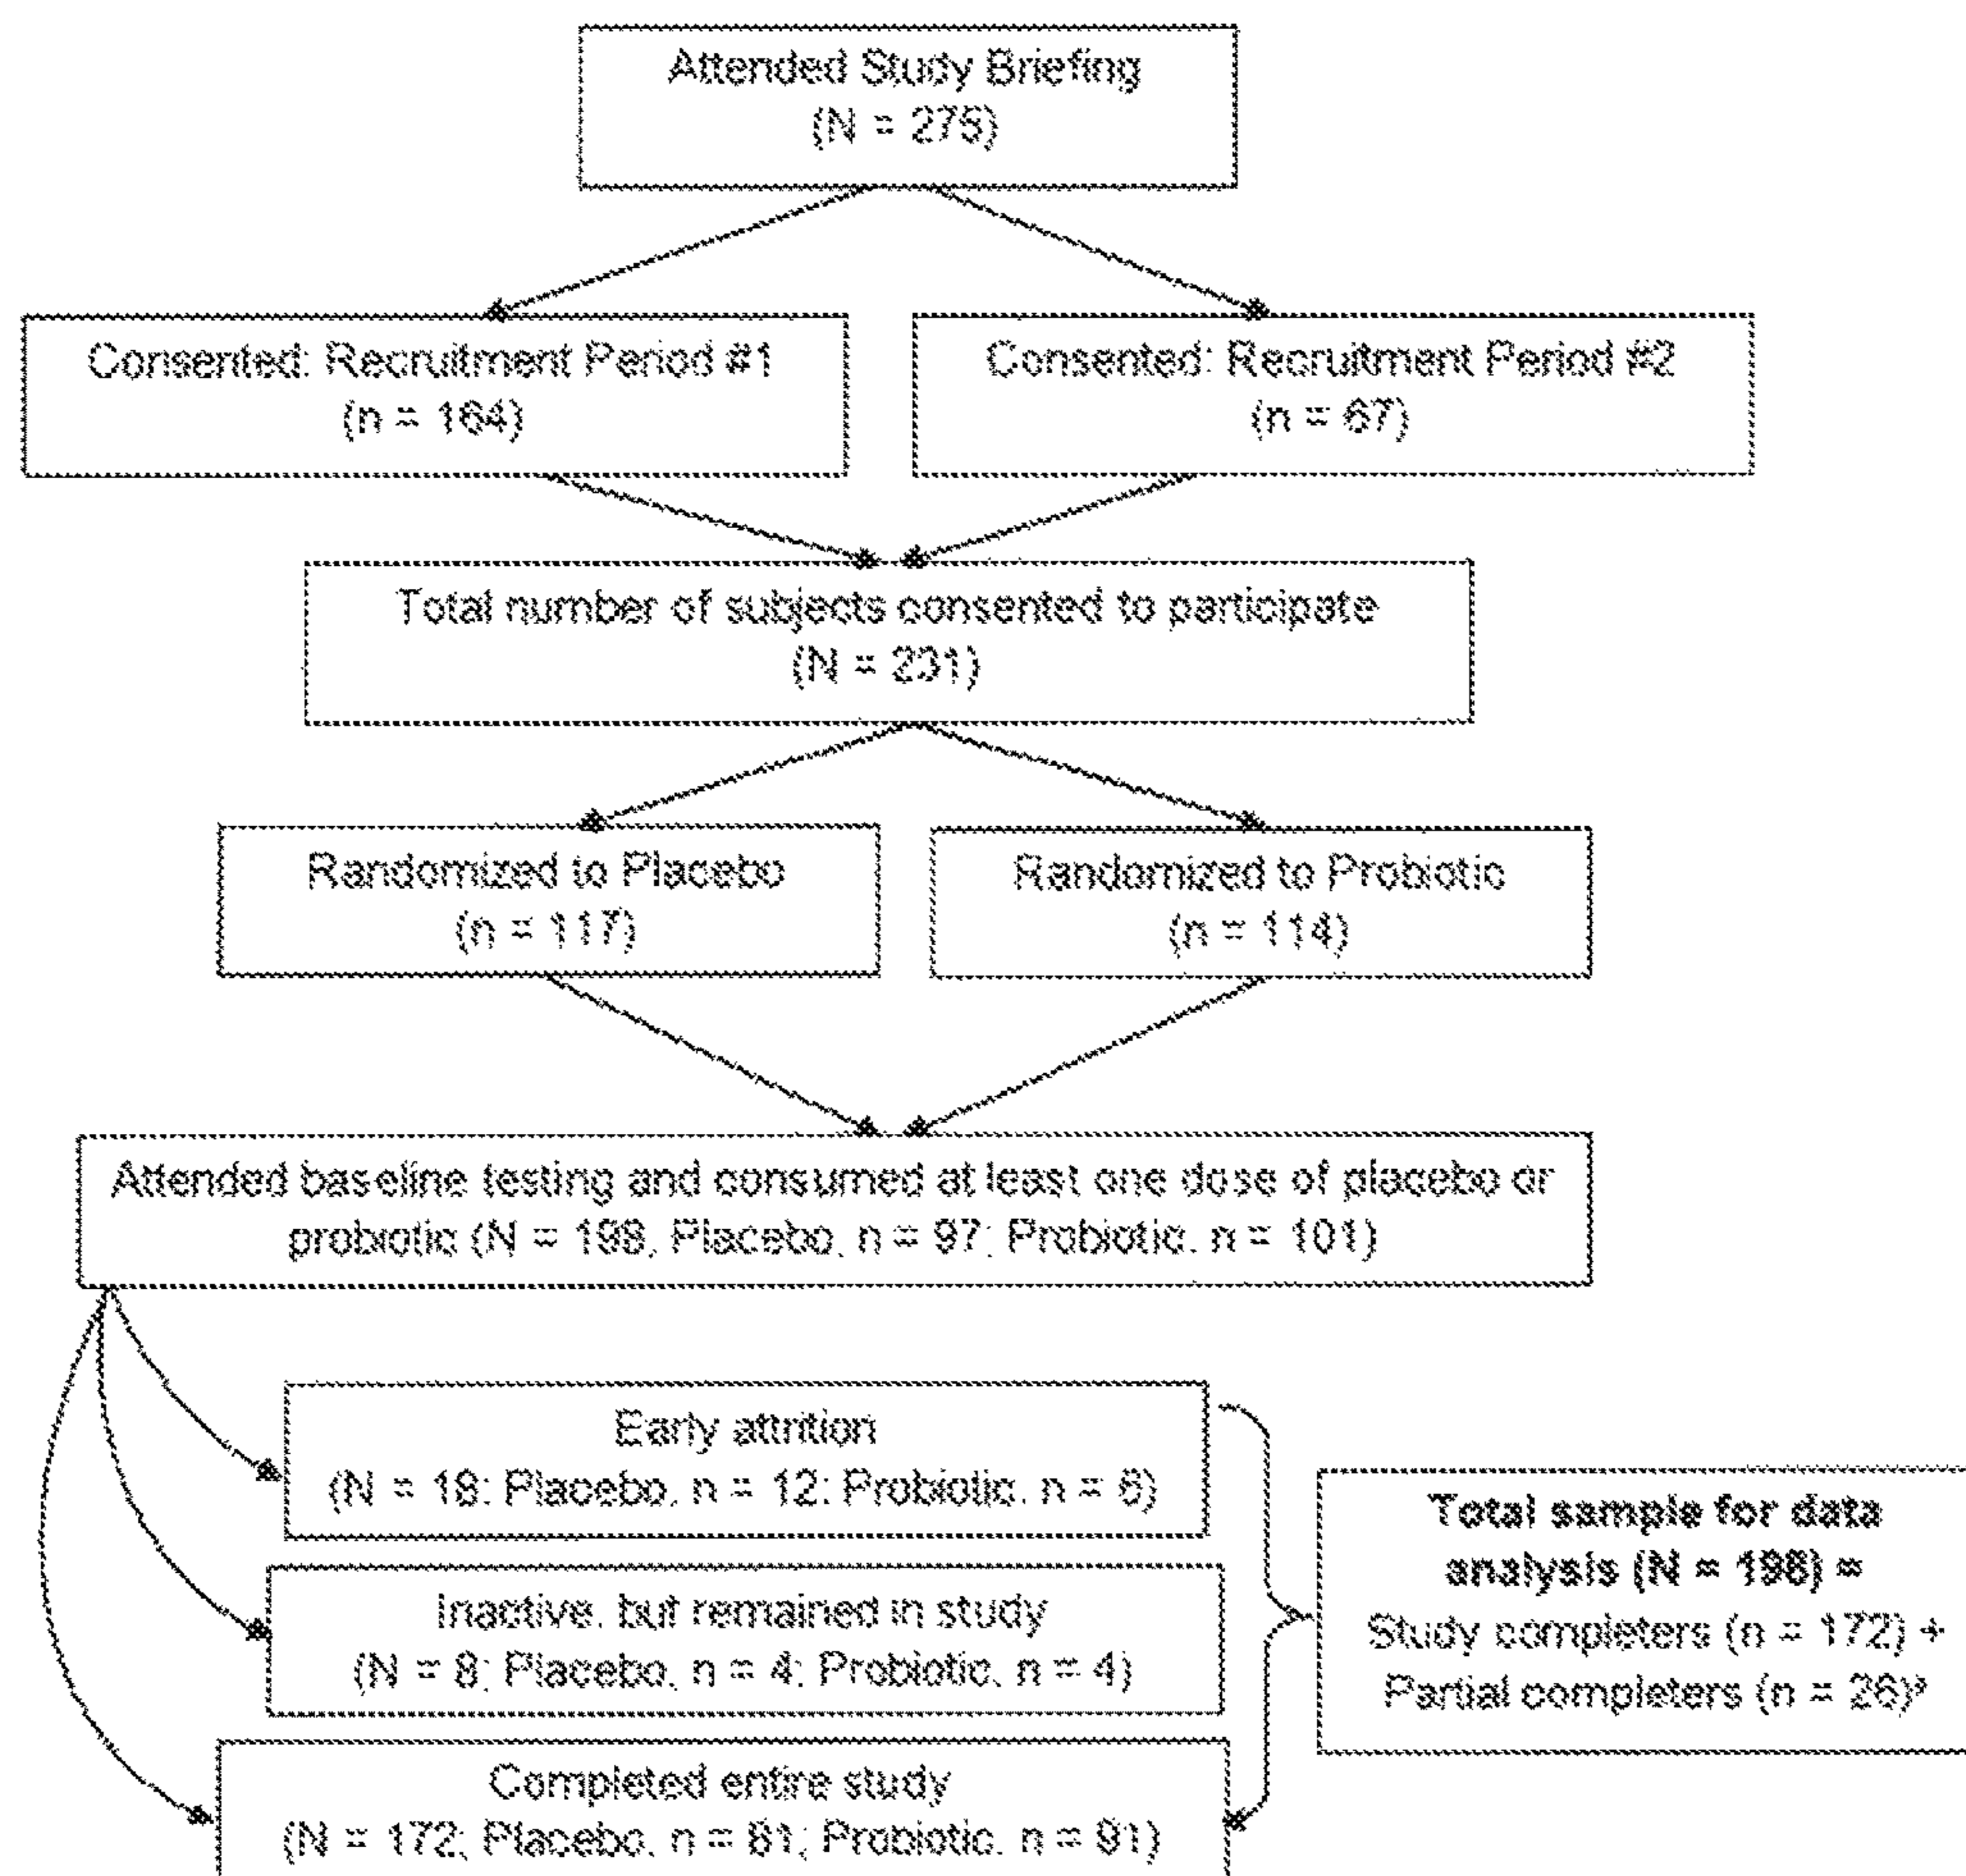 Attended Study Briefing
(N =
Consented: Recruitment Period #1
(n = 164)
Consented: Recruitment Period #2
(n = 67)
Total number of subjects consented to participate
(N = 231)
Randomized to Placebo
(n = 117)
Randomized to Probiotic
(n = 114)
Attended baseline testing and consumed at least one dose of placebo or
probiotic (N = 198, Placebo, n = 97; Probiotic, n = 101)
Early attrition
(N = 18; Placebo, n = 12; Probiotic, n = 6)
Inactive, but remained in study
(N = 8; Placebo, n = 4; Probiotic, n = 4)
Completed entire study
(N = 172; Placebo, n = 81; Probiotic, n = 91)
Total sample for data
analysis (N = 198) =
Study completers (n = 172) +
Partial completers (n = 26)